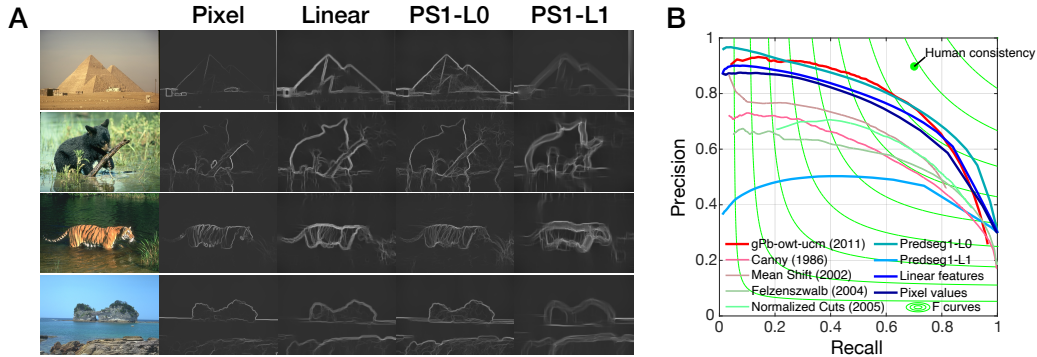 A
Pixel
Linear
PS1-L0
PS1-L1
B
Human consistency
Precision
1
0.8
0.6
0.4
0.2
0
gPb-owt-ucm (2011)
Canny (1986)
Mean Shift (2002)
Felzenszwalb (2004)
Normalized Cuts (2005)
Predseg1-L0
Predseg1-L1
Linear features
Pixel values
F curves
0
0.2
0.4
0.6
0.8
1
Recall